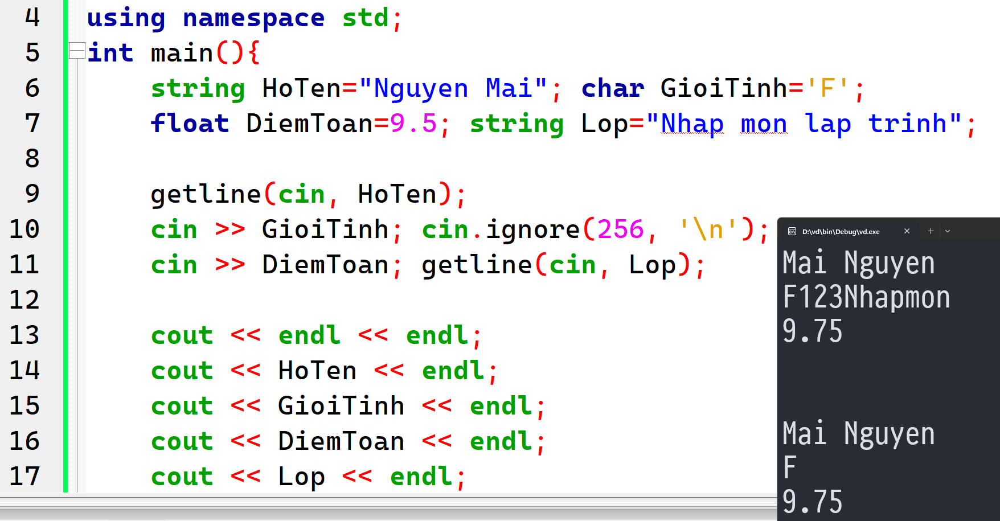 4 using namespace std;
5 int main(){
6 string HoTen="Nguyen Mai"; char GioiTinh='F';
7 float DiemToan=9.5; string Lop="Nhap mon lap trinh";
8
9 getline(cin, HoTen);
10 cin >> GioiTinh; cin.ignore(256, '\n');
11 cin >> DiemToan; getline(cin, Lop);
12
13 cout << endl << endl;
14 cout << HoTen << endl;
15 cout << GioiTinh << endl;
16 cout << DiemToan << endl;
17 cout << Lop << endl;
D:\vd\bin\Debug\vd.exe
Mai Nguyen
F123Nhapmon
9.75
Mai Nguyen
F
9.75